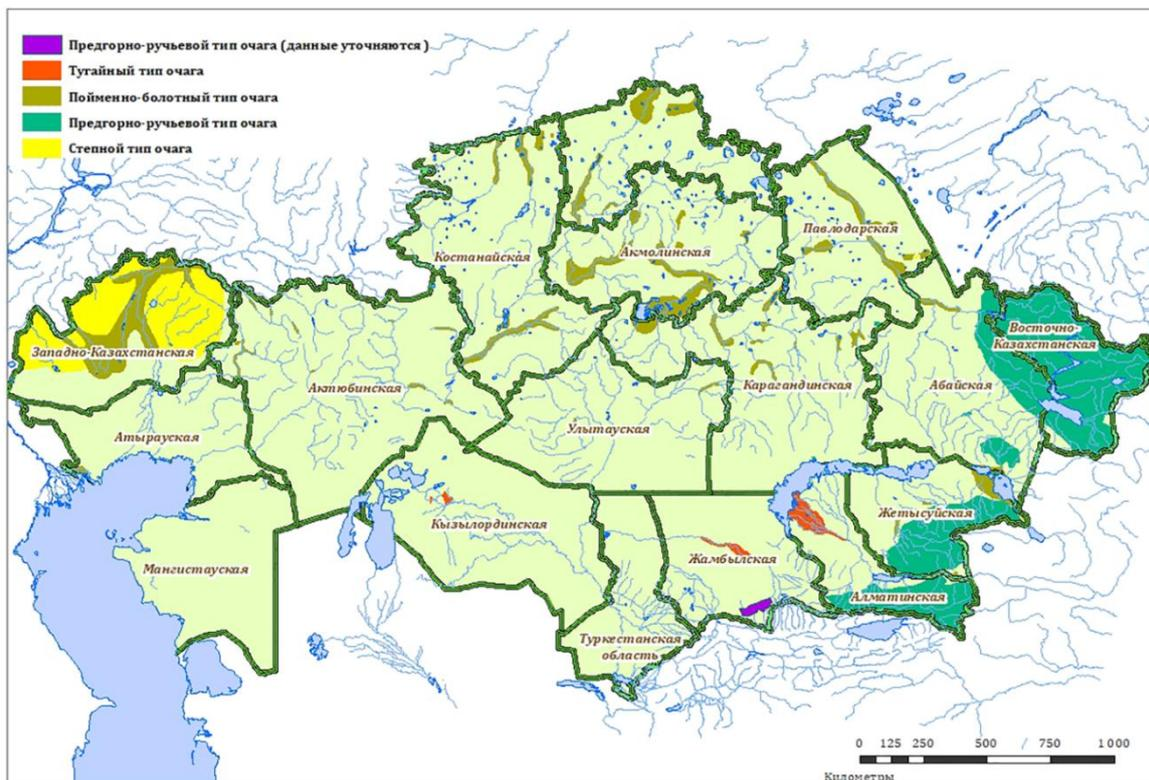 Предгорно-ручьевой тип очага (данные уточняются )
Тугайный тип очага
Пойменно-болотный тип очага
Предгорно-ручьевой тип очага
Степной тип очага
Павлодарская
Костанайская
Акмолинская
Восточно-
Казахстанская
Западно-Казахстанская
Актюбинская
Карагандинская
Абайская
Улытауская
Атырауская
Кызылординская
Жетысуйская
Жамбылская
Мангистауская
Алматинская
Туркестанская
область
0 125 250 500 750 1 000
Километры